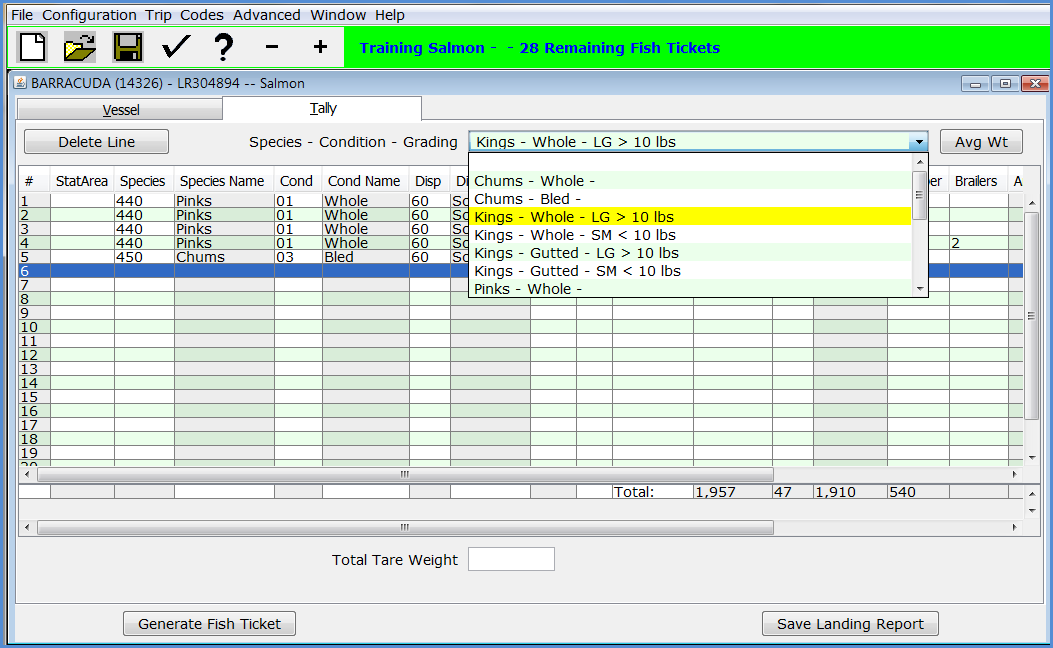 File Configuration Trip Codes Advanced Window Help
? − + Training Salmon - - 28 Remaining Fish Tickets
BARRACUDA (14326) - LR304894 -- Salmon
Vessel Tally
Delete Line Species - Condition - Grading Kings - Whole - LG > 10 lbs Avg Wt
Chums - Whole -
Chums - Bled -
Kings - Whole - LG > 10 lbs
Kings - Whole - SM < 10 lbs
Kings - Gutted - LG > 10 lbs
Kings - Gutted - SM < 10 lbs
Pinks - Whole -
# StatArea Species Species Name Cond Cond Name Disp Brailers
1 440 Pinks 01 Whole 60
2 440 Pinks 01 Whole 60
3 440 Pinks 01 Whole 60
4 440 Pinks 01 Whole 60 2
5 450 Chums 03 Bled 60
6
7
8
9
10
11
12
13
14
15
16
17
18
19
20
Total: 1,957 47 1,910 540
Total Tare Weight
Generate Fish Ticket Save Landing Report